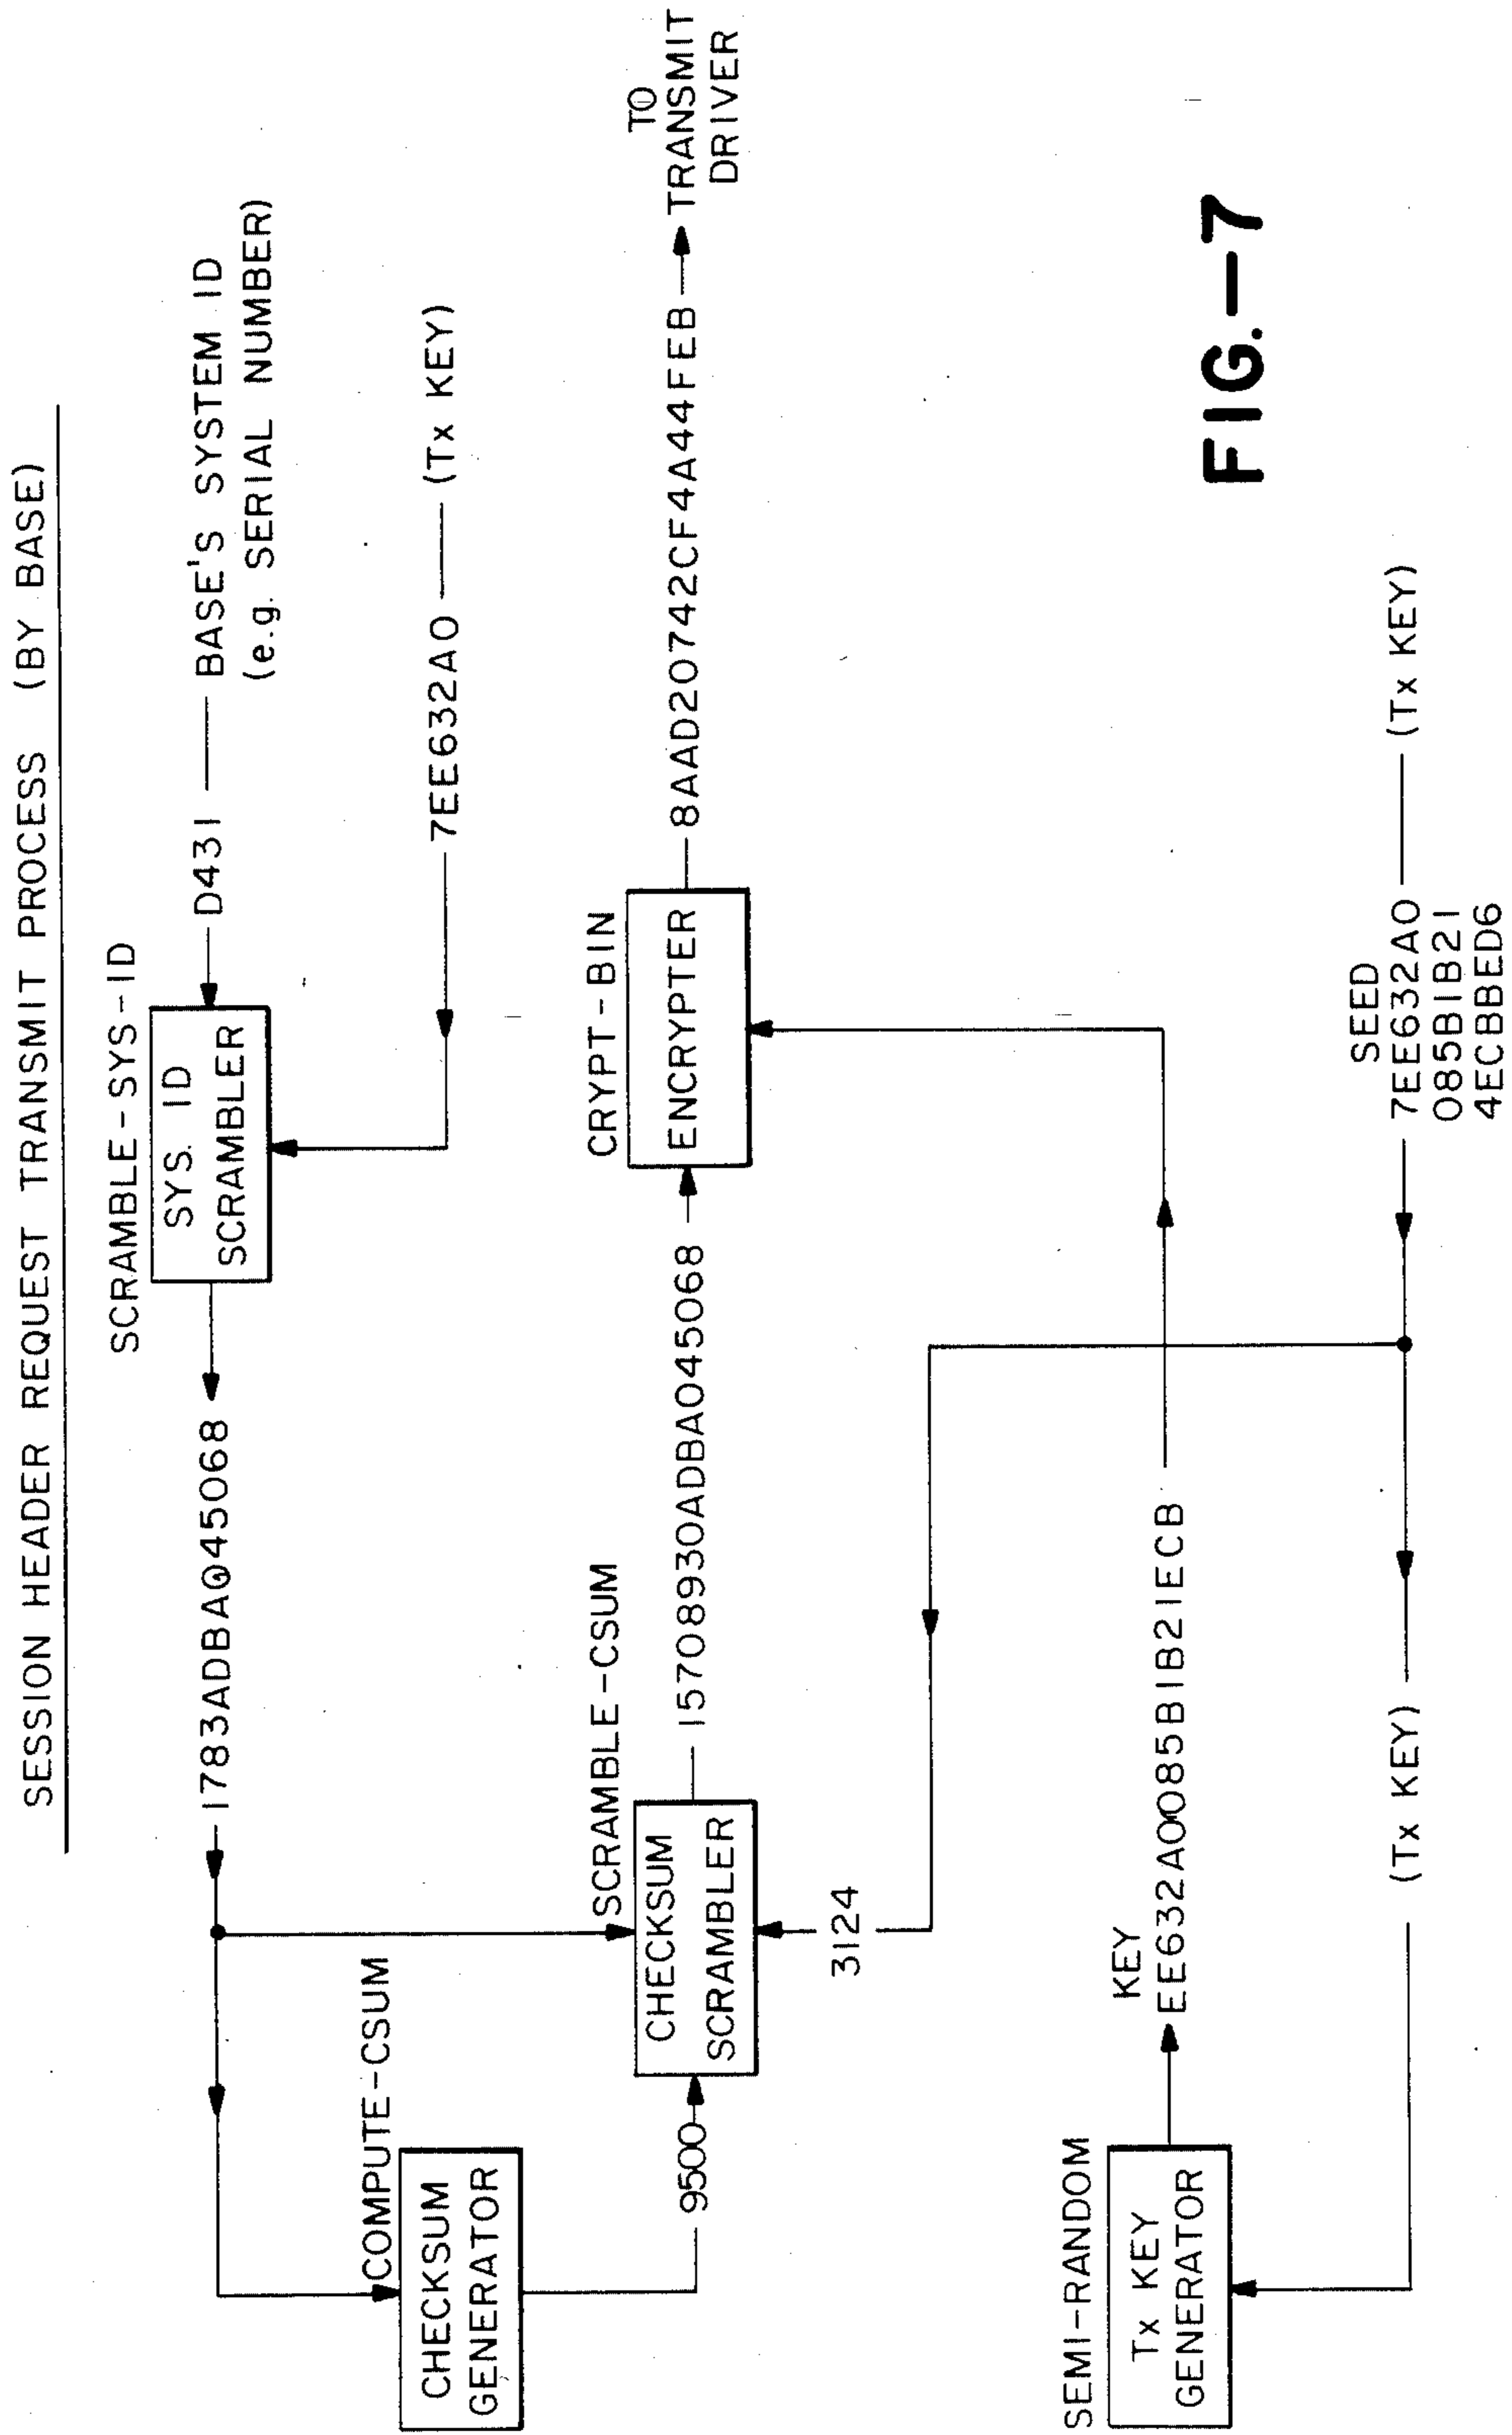 SESSION HEADER REQUEST TRANSMIT PROCESS (BY BASE)
SCRAMBLE-SYS-ID
SYS. ID
SCRAMBLER
D431
BASE'S SYSTEM ID
(e.g. SERIAL NUMBER)
7EE632A0
(Tx KEY)
1783ADBA045068
COMPUTE-CSUM
CHECKSUM
GENERATOR
9500
SCRAMBLE-CSUM
CHECKSUM
SCRAMBLER
3124
15708930ADBA045068
CRYPT-BIN
ENCRYPTER
8AAD20742CF4A44FEB
TO
TRANSMIT
DRIVER
SEMI-RANDOM
Tx KEY
GENERATOR
KEY
EE632A0085B1B21ECB
(Tx KEY)
SEED
7EE632A0
085B1B21
4ECBBED6
(Tx KEY)
FIG.-7